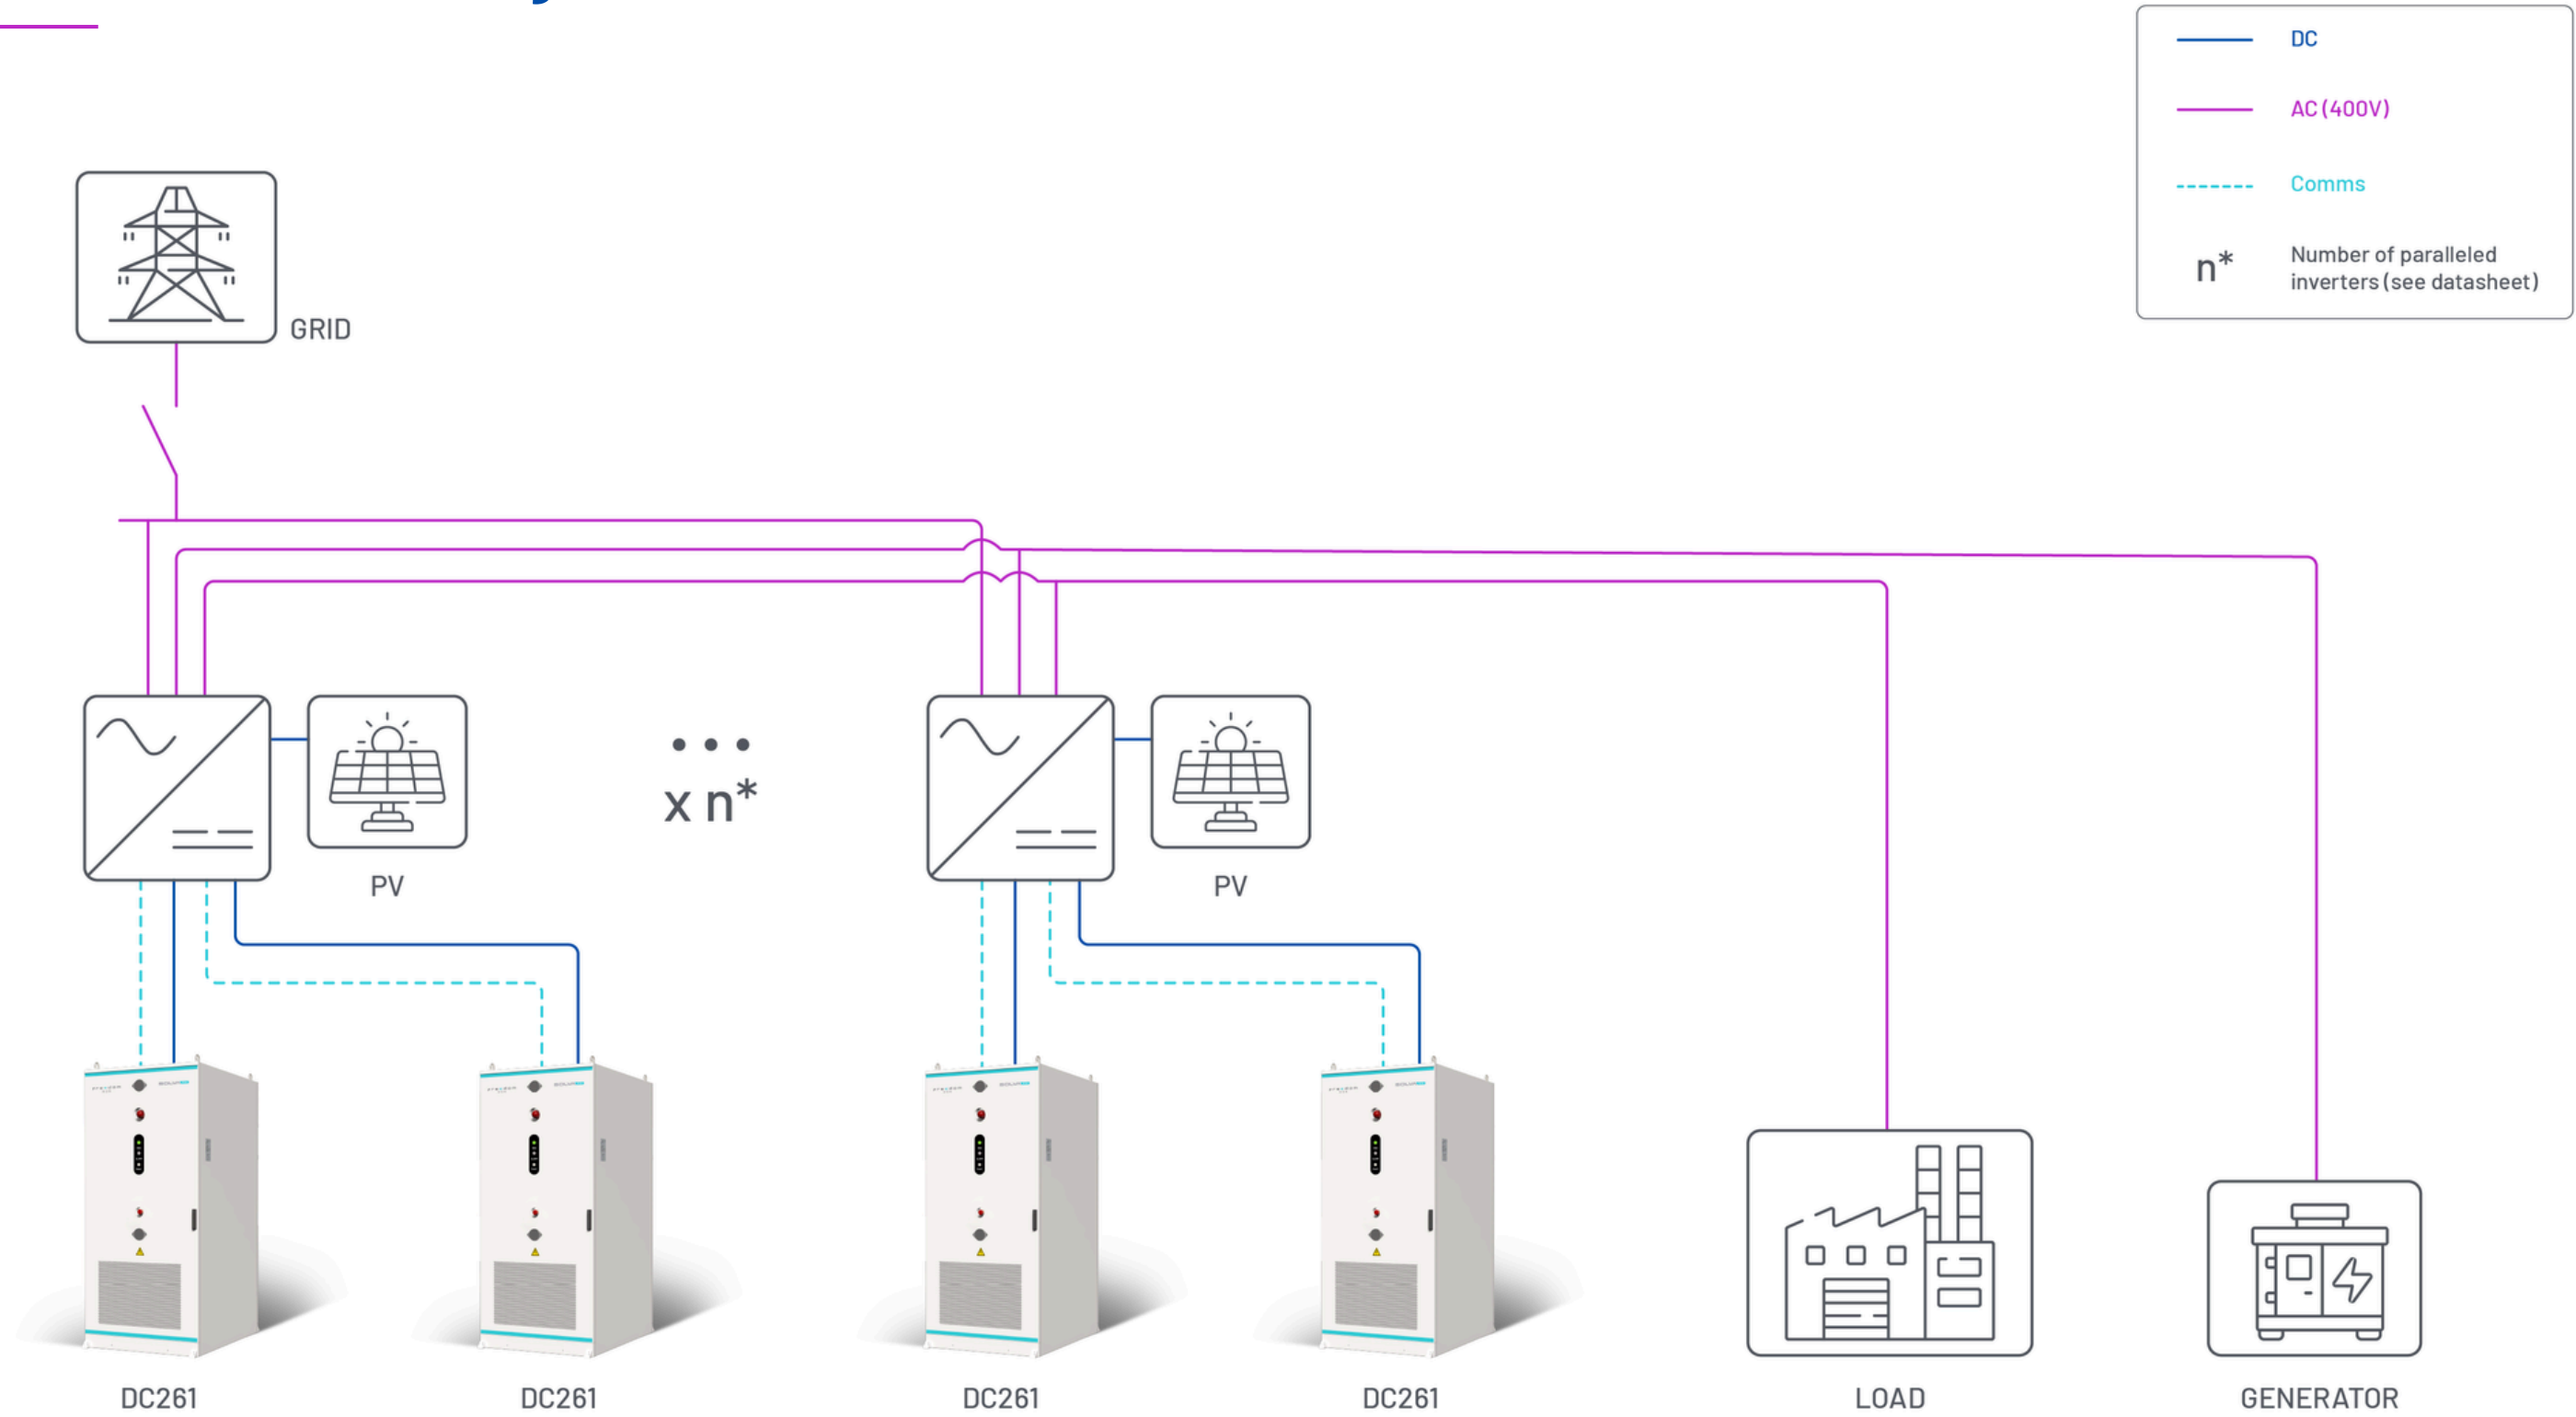 DC
AC (400V)
Comms
n*
Number of paralleled
inverters (see datasheet)
GRID
x n*
PV
PV
DC261
DC261
DC261
DC261
LOAD
GENERATOR